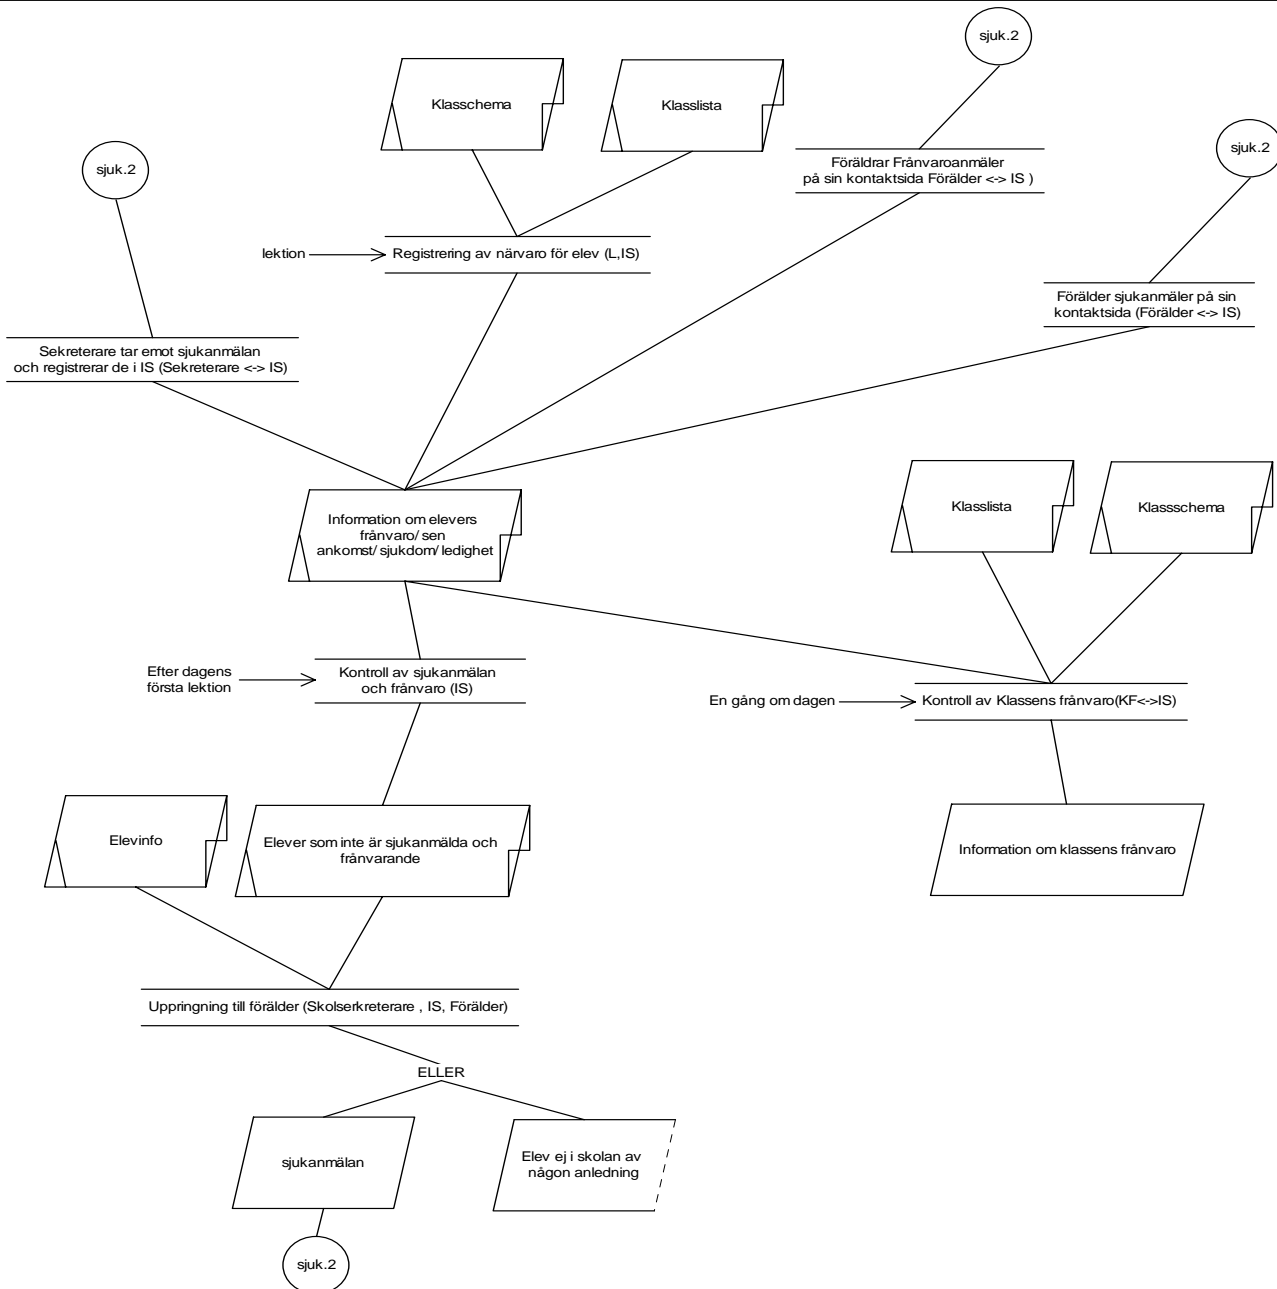 sjuk.2
Klasschema
Klasslista
sjuk.2
sjuk.2
Föräldrar Frånvaroanmäler
på sin kontaktsida Förälder <-> IS )
lektion
Registrering av närvaro för elev (L,IS)
Förälder sjukanmäler på sin
kontaktsida (Förälder <-> IS)
Sekreterare tar emot sjukanmälan
och registrerar de i IS (Sekreterare <-> IS)
Information om elevers
frånvaro/ sen
ankomst/ sjukdom/ ledighet
Klasslista
Klassschema
Efter dagens
första lektion
Kontroll av sjukanmälan
och frånvaro (IS)
En gång om dagen
Kontroll av Klassens frånvaro(KF<->IS)
Elevinfo
Elever som inte är sjukanmälda och
frånvarande
Information om klassens frånvaro
Uppringning till förälder (Skolserkreterare , IS, Förälder)
ELLER
sjukanmälan
Elev ej i skolan av
någon anledning
sjuk.2